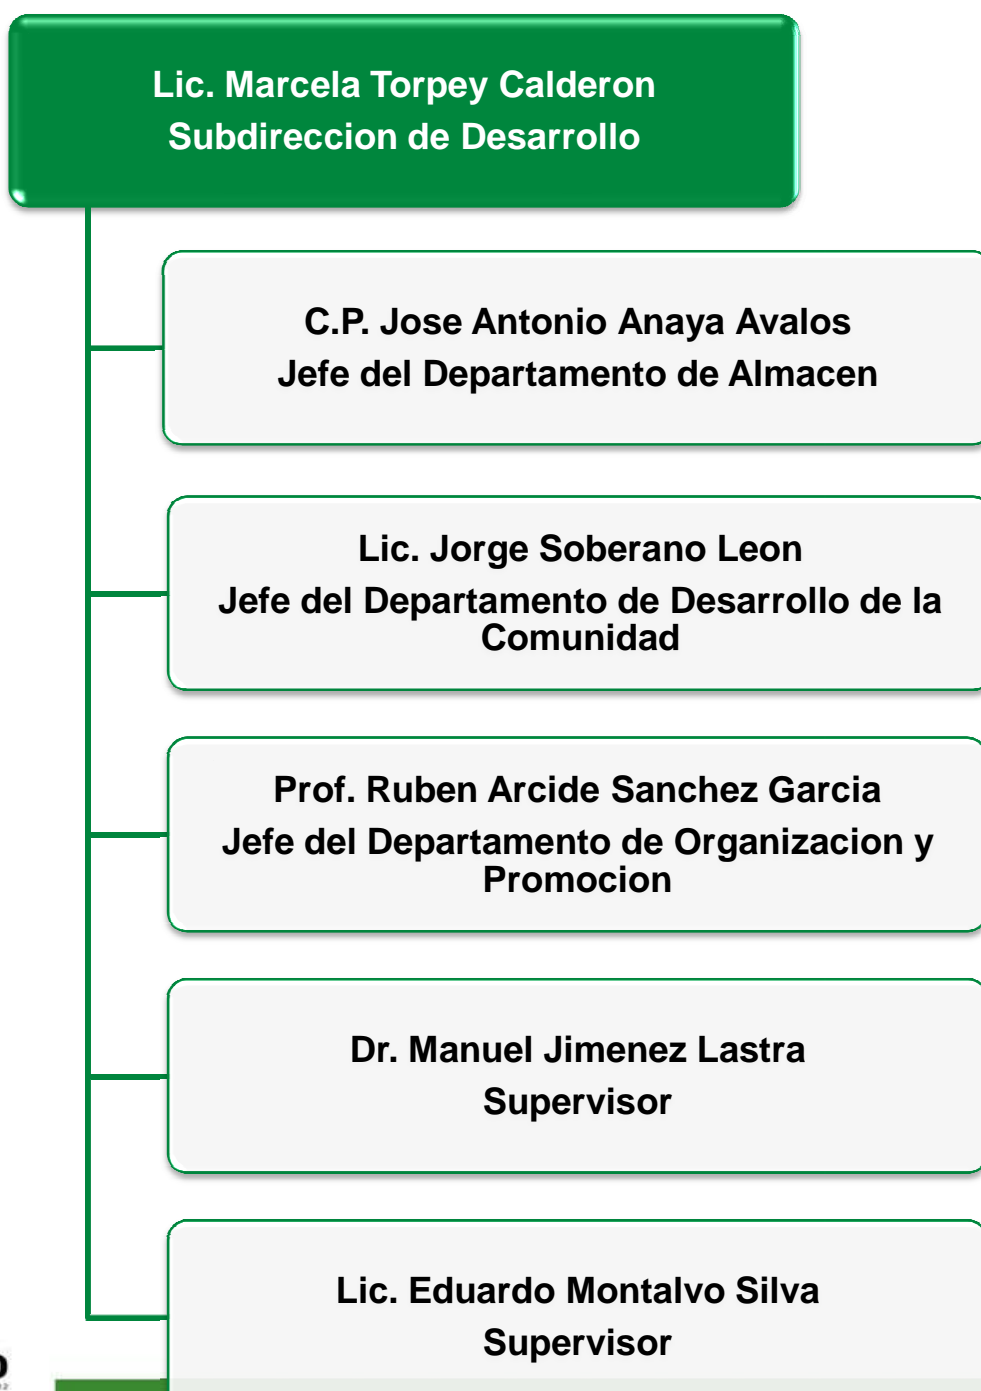 Lic. Marcela Torpey Calderon
Subdireccion de Desarrollo
C.P. Jose Antonio Anaya Avalos
Jefe del Departamento de Almacen
Lic. Jorge Soberano Leon
Jefe del Departamento de Desarrollo de la
Comunidad
Prof. Ruben Arcide Sanchez Garcia
Jefe del Departamento de Organizacion y
Promocion
Dr. Manuel Jimenez Lastra
Supervisor
Lic. Eduardo Montalvo Silva
Supervisor